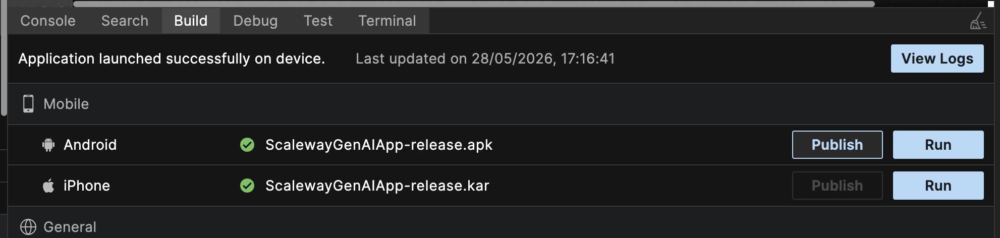 Console Search Build Debug Test Terminal
Application launched successfully on device. Last updated on 28/05/2026, 17:16:41 View Logs
Mobile
Android ScalewayGenAIApp-release.apk Publish Run
iPhone ScalewayGenAIApp-release.kar Publish Run
General